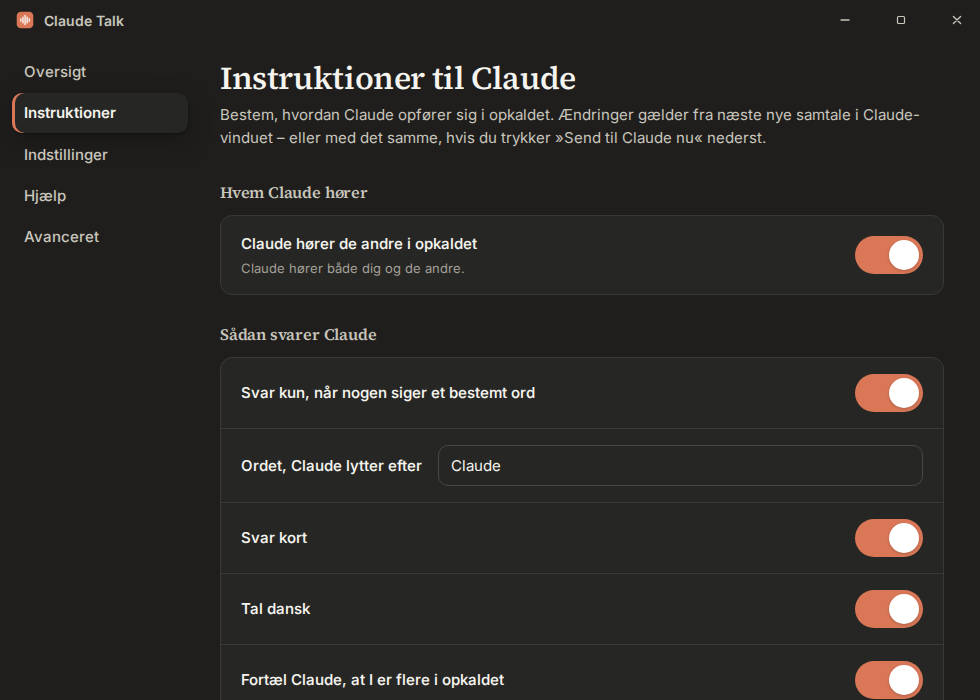 Claude Talk
Oversigt
Instruktioner
Indstillinger
Hjælp
Avanceret
Instruktioner til Claude
Bestem, hvordan Claude opfører sig i opkaldet. Ændringer gælder fra næste nye samtale i Claude-
vinduet – eller med det samme, hvis du trykker »Send til Claude nu« nederst.
Hvem Claude hører
Claude hører de andre i opkaldet
Claude hører både dig og de andre.
Sådan svarer Claude
Svar kun, når nogen siger et bestemt ord
Ordet, Claude lytter efter
Claude
Svar kort
Tal dansk
Fortæl Claude, at I er flere i opkaldet